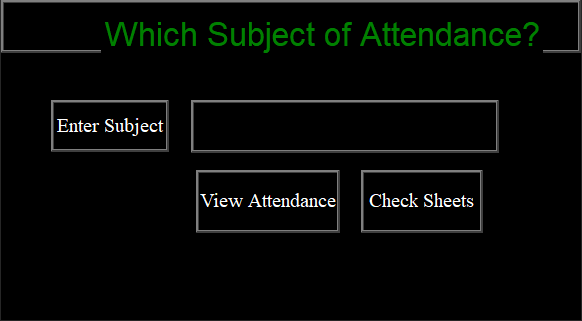 Which Subject of Attendance?
Enter Subject
View Attendance Check Sheets